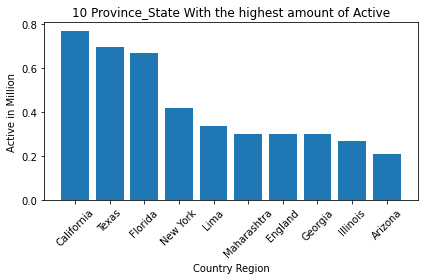 10 Province_State With the highest amount of Active
Active in Million
0.8
0.6
0.4
0.2
0.0
California
Texas
Florida
New York
Lima
Maharashtra
England
Georgia
Illinois
Arizona
Country Region